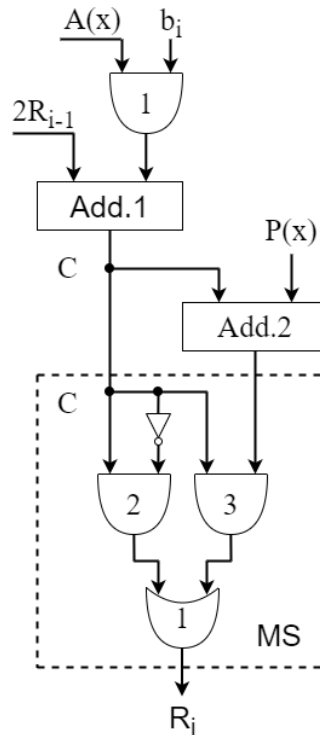 A(x) b_i
1
2R_{i-1}
Add.1
C
P(x)
Add.2
C
2
3
1
MS
R_i